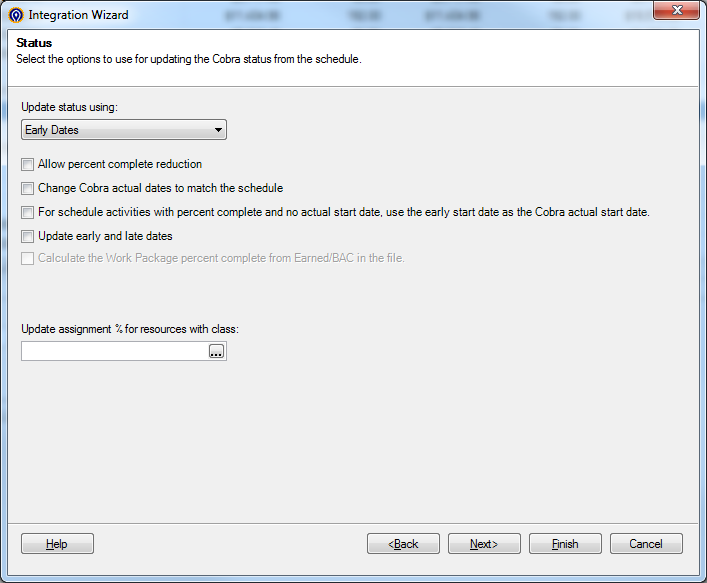 Integration Wizard
Status
Select the options to use for updating the Cobra status from the schedule.
Update status using:
Early Dates
Allow percent complete reduction
Change Cobra actual dates to match the schedule
For schedule activities with percent complete and no actual start date, use the early start date as the Cobra actual start date.
Update early and late dates
Calculate the Work Package percent complete from Earned/BAC in the file.
Update assignment % for resources with class:
...
Help
<Back
Next>
Finish
Cancel